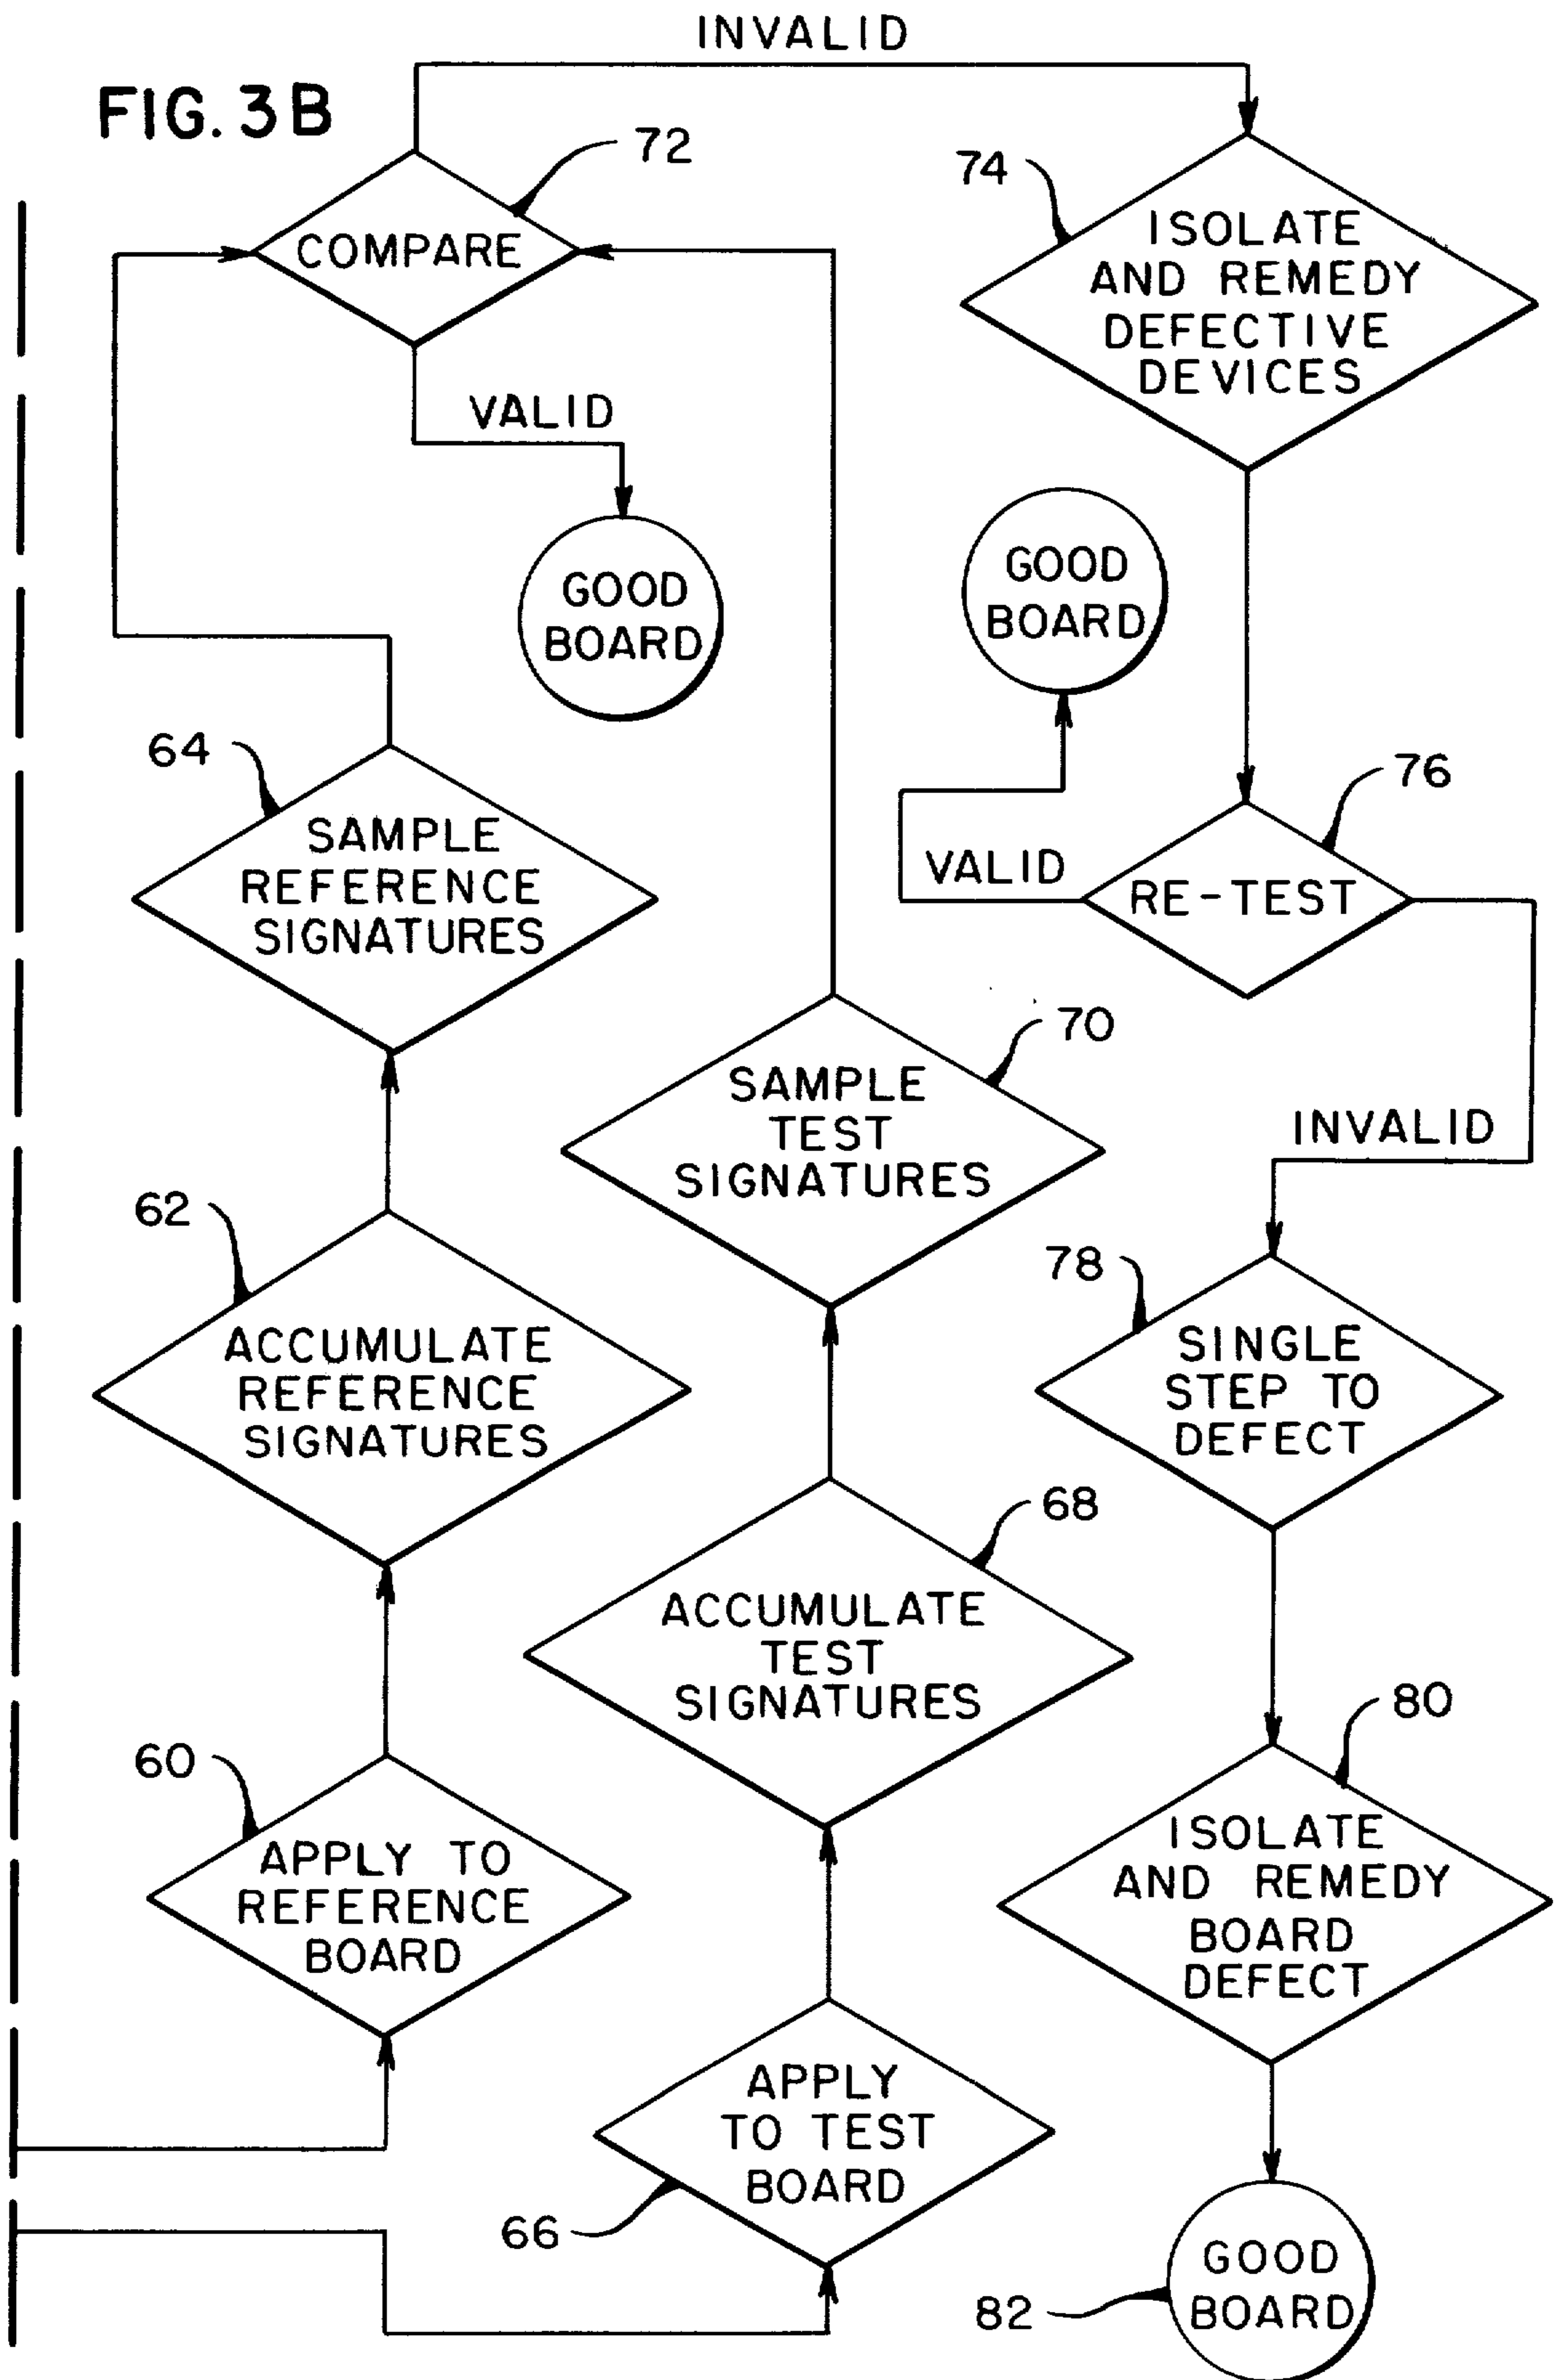 INVALID
FIG. 3B
72
COMPARE
VALID
GOOD
BOARD
74
ISOLATE
AND REMEDY
DEFECTIVE
DEVICES
GOOD
BOARD
76
VALID
RE-TEST
INVALID
64
SAMPLE
REFERENCE
SIGNATURES
70
SAMPLE
TEST
SIGNATURES
62
ACCUMULATE
REFERENCE
SIGNATURES
78
SINGLE
STEP TO
DEFECT
68
ACCUMULATE
TEST
SIGNATURES
60
APPLY TO
REFERENCE
BOARD
80
ISOLATE
AND REMEDY
BOARD
DEFECT
APPLY
TO TEST
BOARD
66
GOOD
BOARD
82